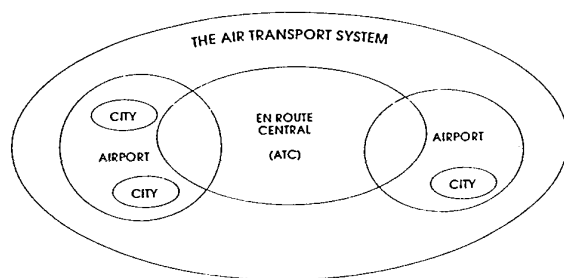 THE AIR TRANSPORT SYSTEM
CITY
AIRPORT
CITY
EN ROUTE
CENTRAL
(ATC)
AIRPORT
CITY